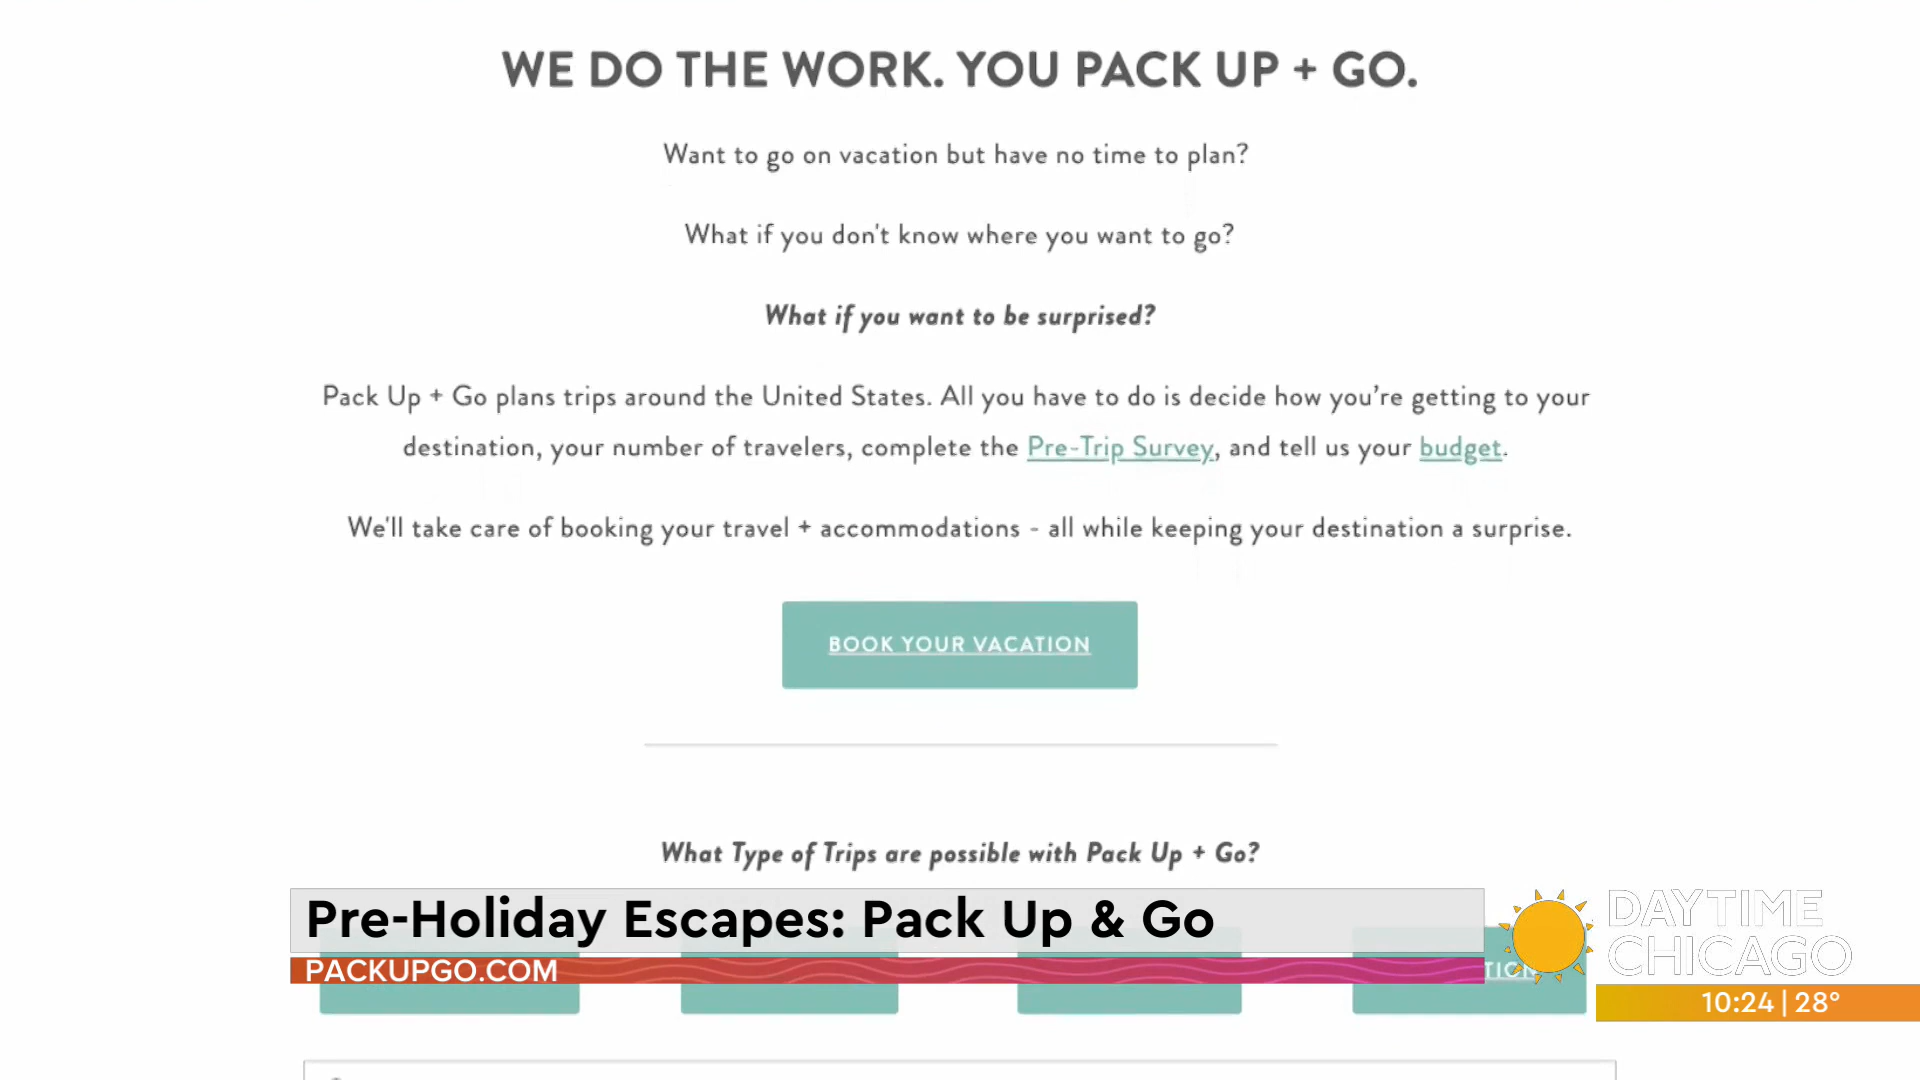 WE DO THE WORK. YOU PACK UP + GO.
Want to go on vacation but have no time to plan?
What if you don't know where you want to go?
What if you want to be surprised?
Pack Up + Go plans trips around the United States. All you have to do is decide how you’re getting to your
destination, your number of travelers, complete the Pre-Trip Survey, and tell us your budget.
We'll take care of booking your travel + accommodations - all while keeping your destination a surprise.
BOOK YOUR VACATION
What Type of Trips are possible with Pack Up + Go?
Pre-Holiday Escapes: Pack Up & Go
PACKUPGO.COM
DAYTIME
CHICAGO
10:24 | 28°